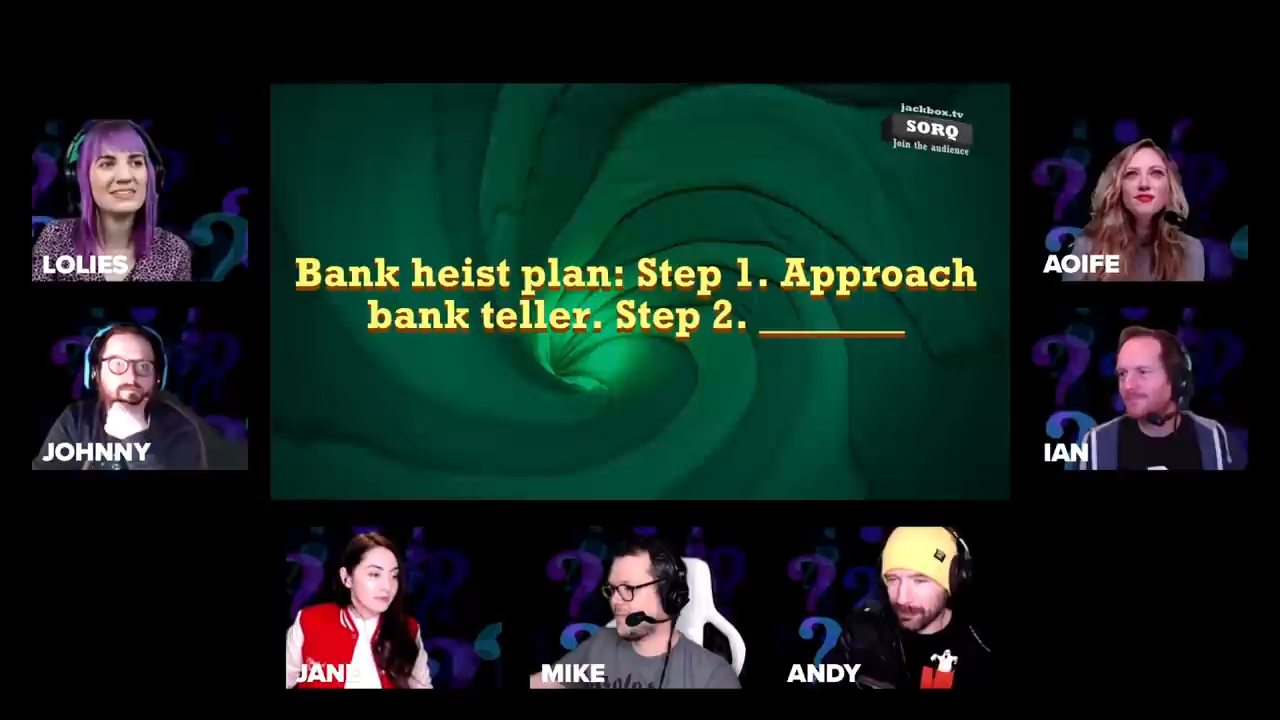 jackbox.tv
SORQ
Join the audience
Bank heist plan: Step 1. Approach
bank teller. Step 2. ________
LOLIES
AOIFE
JOHNNY
IAN
JANE
MIKE
ANDY